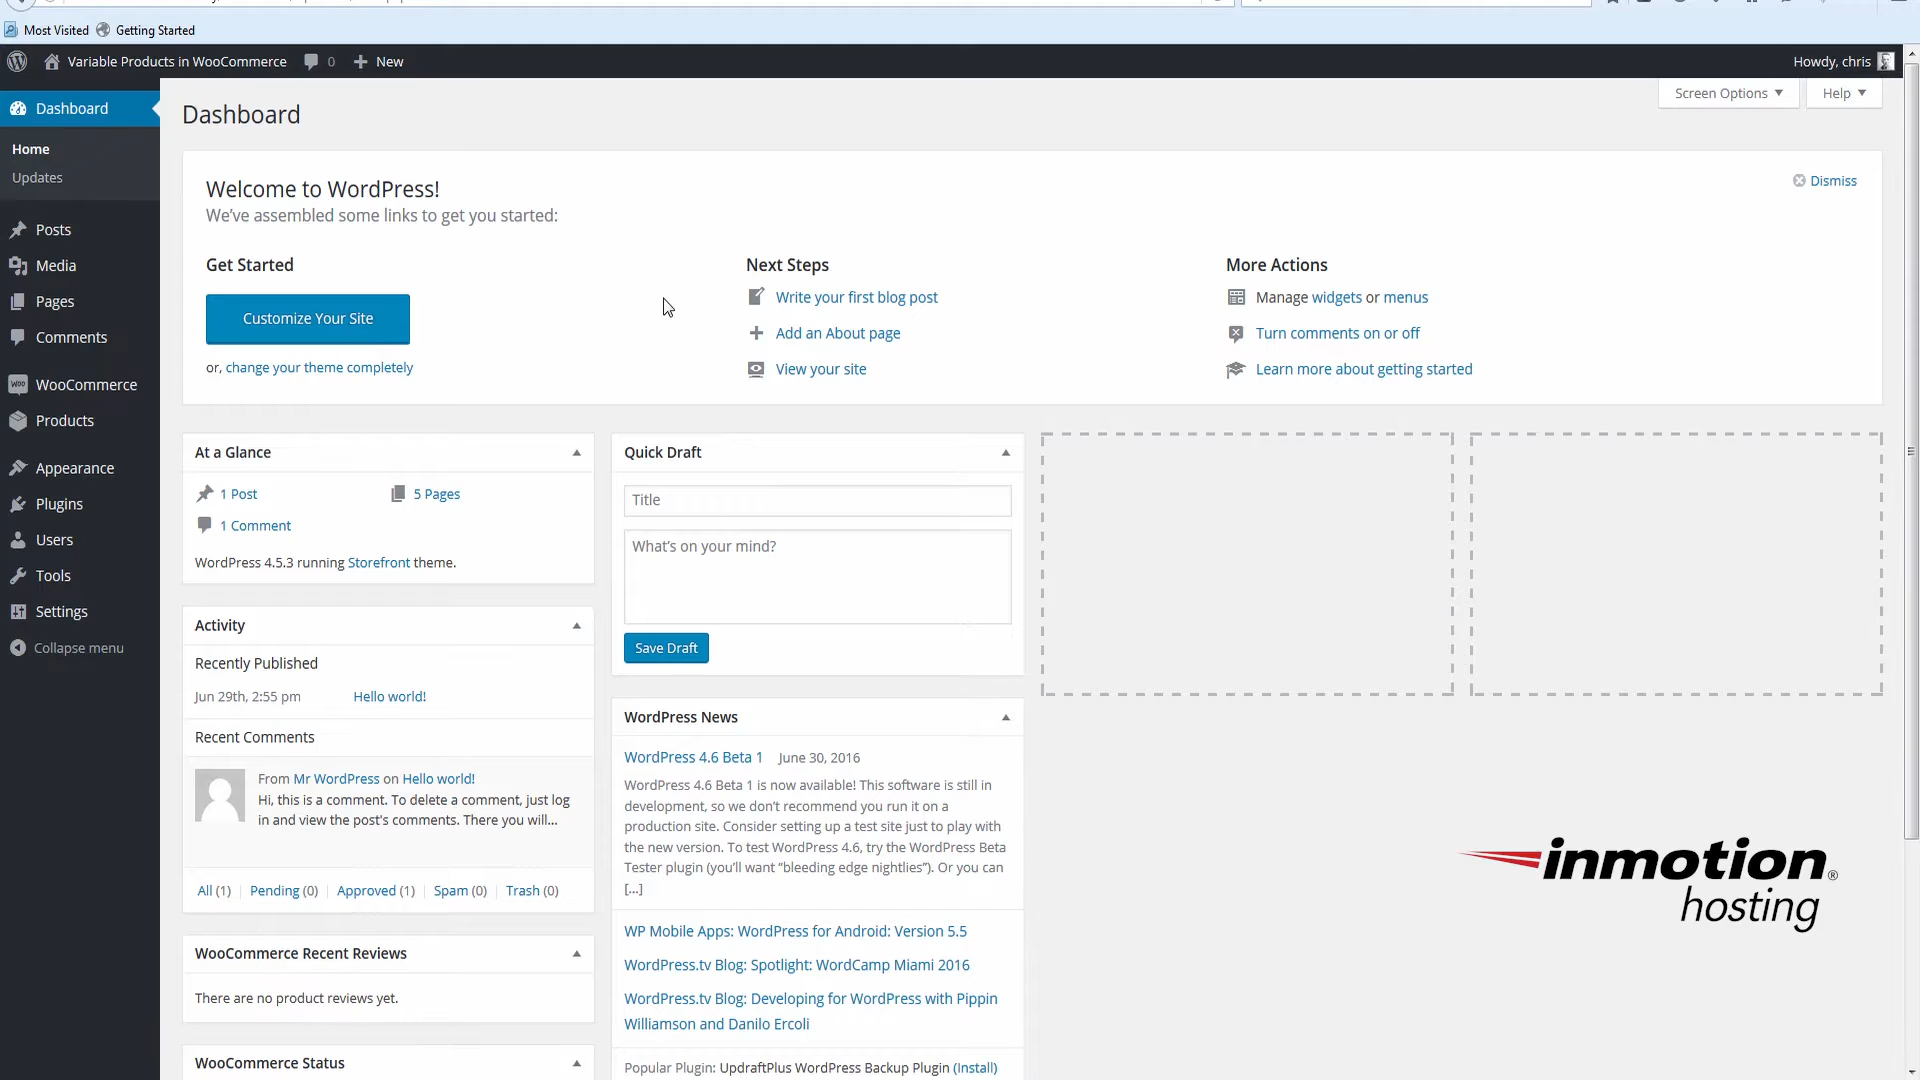 Most Visited Getting Started
Variable Products in WooCommerce 0 New Howdy, chris
Dashboard
Home
Updates
Posts
Media
Pages
Comments
WooCommerce
Products
Appearance
Plugins
Users
Tools
Settings
Collapse menu
Screen Options Help
Dashboard
Welcome to WordPress!
We've assembled some links to get you started:
Dismiss
Get Started
Customize Your Site
or, change your theme completely
Next Steps
Write your first blog post
Add an About page
View your site
More Actions
Manage widgets or menus
Turn comments on or off
Learn more about getting started
At a Glance
1 Post 5 Pages
1 Comment
WordPress 4.5.3 running Storefront theme.
Activity
Recently Published
Jun 29th, 2:55 pm Hello world!
Recent Comments
From Mr WordPress on Hello world!
Hi, this is a comment. To delete a comment, just log
in and view the post's comments. There you will...
All (1) | Pending (0) | Approved (1) | Spam (0) | Trash (0)
WooCommerce Recent Reviews
There are no product reviews yet.
WooCommerce Status
Quick Draft
Title
What's on your mind?
Save Draft
WordPress News
WordPress 4.6 Beta 1 June 30, 2016
WordPress 4.6 Beta 1 is now available! This software is still in
development, so we don't recommend you run it on a
production site. Consider setting up a test site just to play with
the new version. To test WordPress 4.6, try the WordPress Beta
Tester plugin (you'll want "bleeding edge nightlies"). Or you can
[...]
WP Mobile Apps: WordPress for Android: Version 5.5
WordPress.tv Blog: Spotlight: WordCamp Miami 2016
WordPress.tv Blog: Developing for WordPress with Pippin
Williamson and Danilo Ercoli
Popular Plugin: UpdraftPlus WordPress Backup Plugin (Install)
inmotion®
hosting